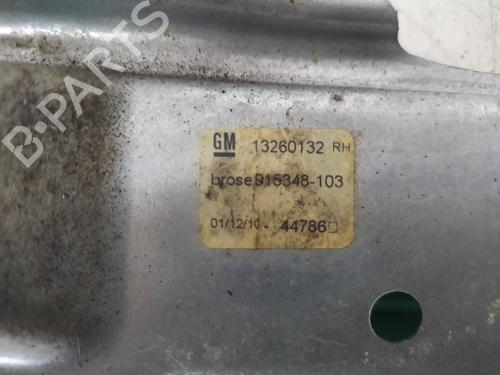 B-PARTS
GM 13260132 RH
brose 915348-103
01/12/10 44786